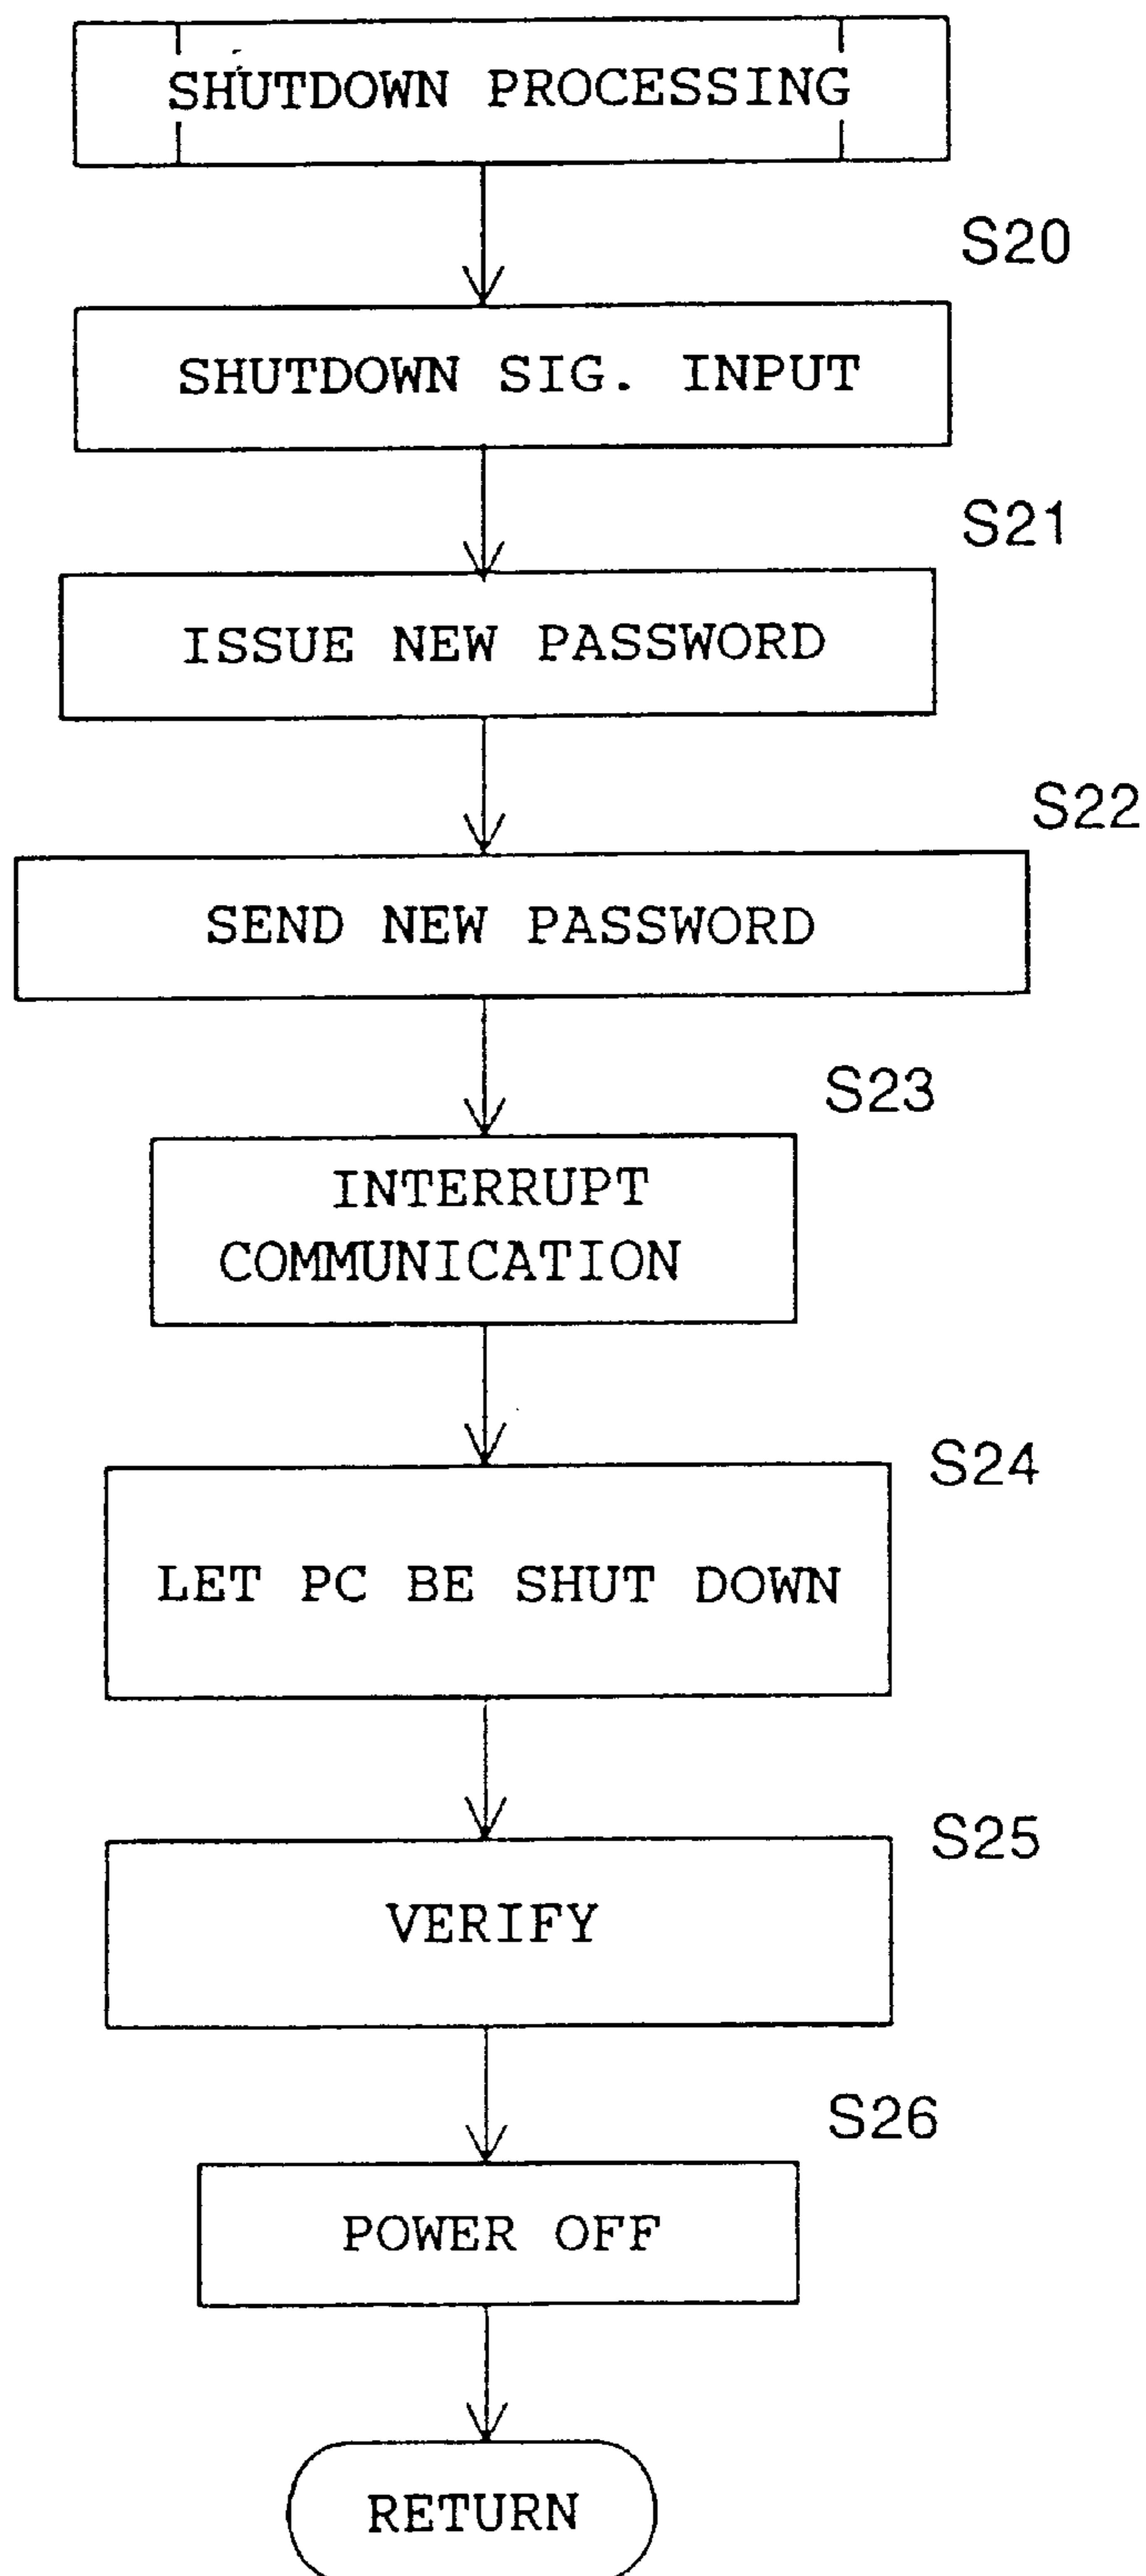 SHUTDOWN PROCESSING
S20
SHUTDOWN SIG. INPUT
S21
ISSUE NEW PASSWORD
S22
SEND NEW PASSWORD
S23
INTERRUPT
COMMUNICATION
S24
LET PC BE SHUT DOWN
S25
VERIFY
S26
POWER OFF
RETURN